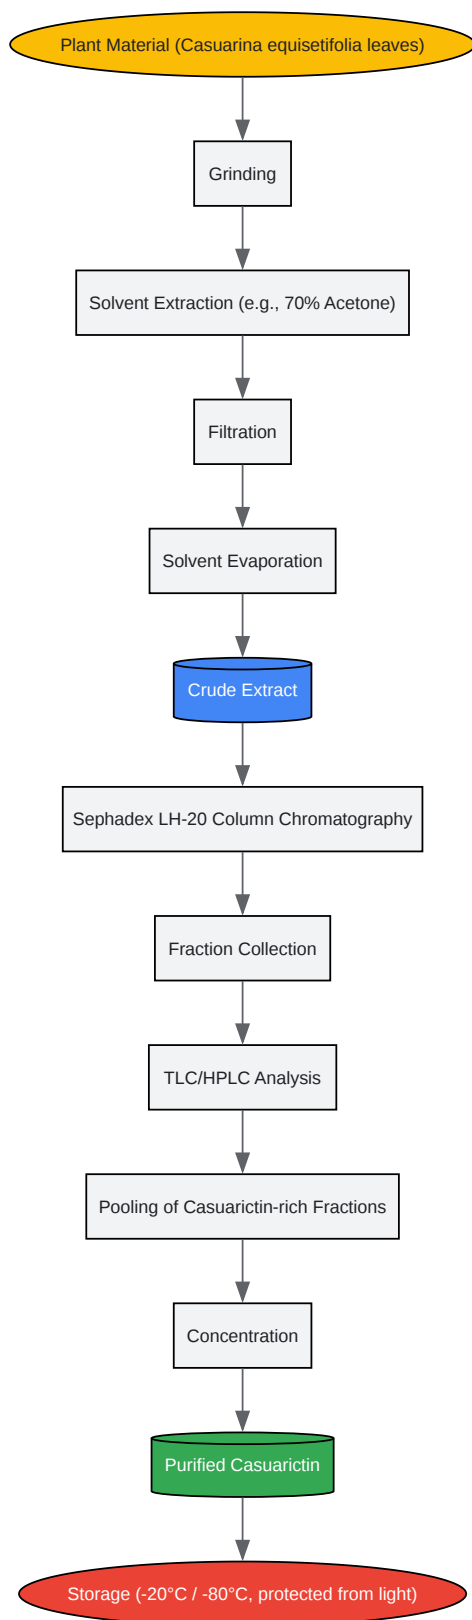 Plant Material (Casuarina equisetifolia leaves)
Grinding
Solvent Extraction (e.g., 70% Acetone)
Filtration
Solvent Evaporation
Crude Extract
Sephadex LH-20 Column Chromatography
Fraction Collection
TLC/HPLC Analysis
Pooling of Casuarictin-rich Fractions
Concentration
Purified Casuarictin
Storage (-20°C / -80°C, protected from light)